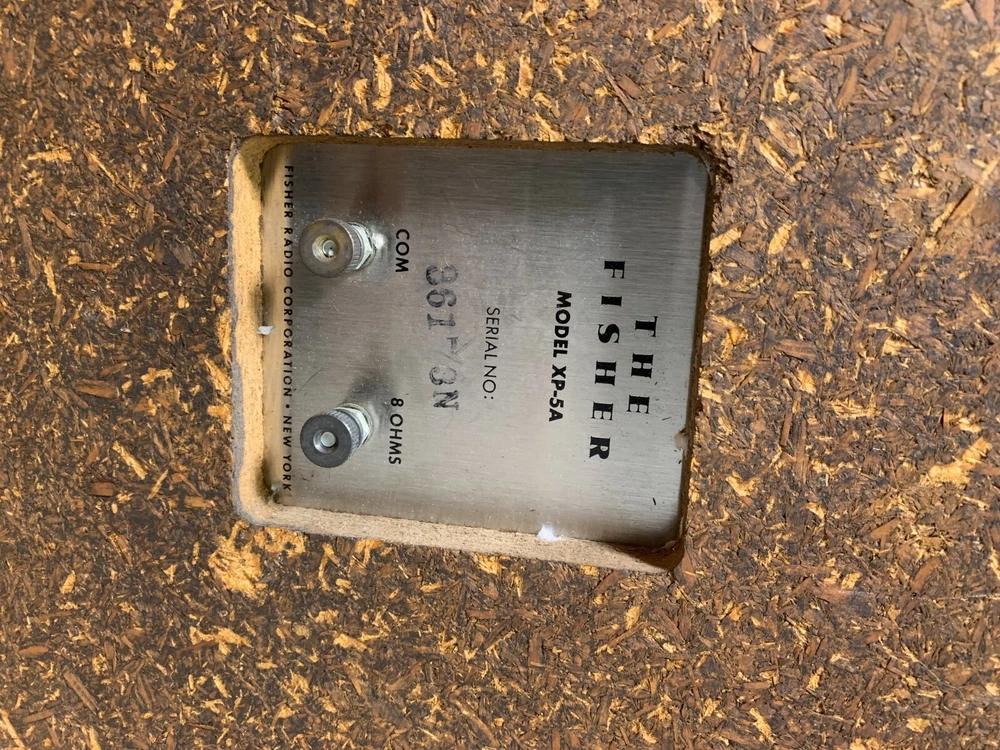 THE
FISHER
MODEL XP-5A
SERIAL NO:
COM 8 OHMS
FISHER RADIO CORPORATION • NEW YORK